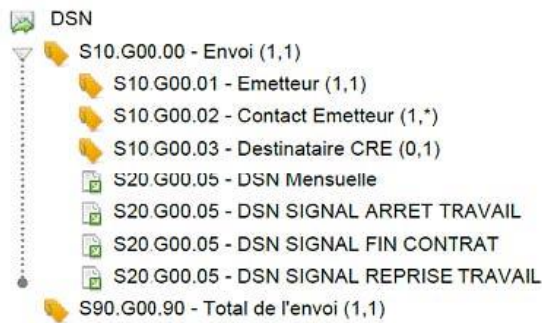 DSN
S10.G00.00 - Envoi (1,1)
S10.G00.01 - Emetteur (1,1)
S10.G00.02 - Contact Emetteur (1,*)
S10.G00.03 - Destinataire CRE (0,1)
S20.G00.05 - DSN Mensuelle
S20.G00.05 - DSN SIGNAL ARRET TRAVAIL
S20.G00.05 - DSN SIGNAL FIN CONTRAT
S20.G00.05 - DSN SIGNAL REPRISE TRAVAIL
S90.G00.90 - Total de l'envoi (1,1)